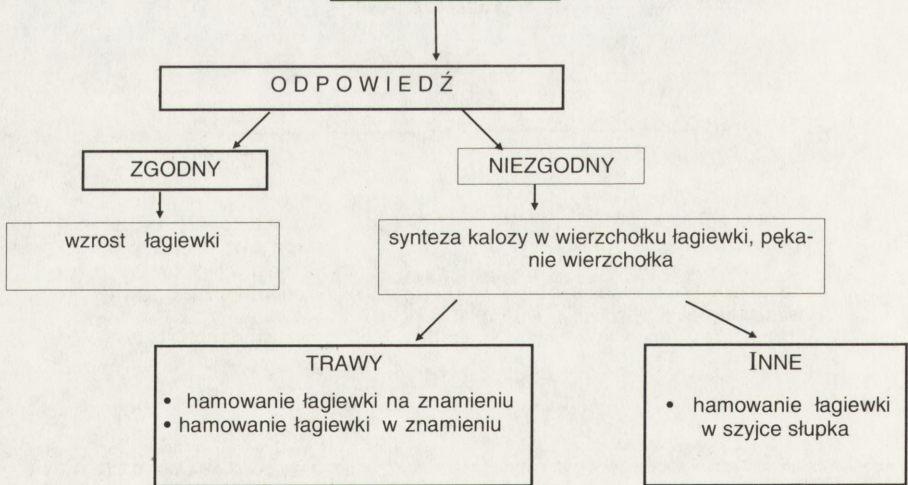 O D P O W I E D Ź
ZGODNY
NIEZGODNY
wzrost łagiewki
synteza kalozy w wierzchołku łagiewki, pęka-
nie wierzchołka
TRAWY
• hamowanie łagiewki na znamieniu
• hamowanie łagiewki w znamieniu
INNE
• hamowanie łagiewki
w szyjce słupka